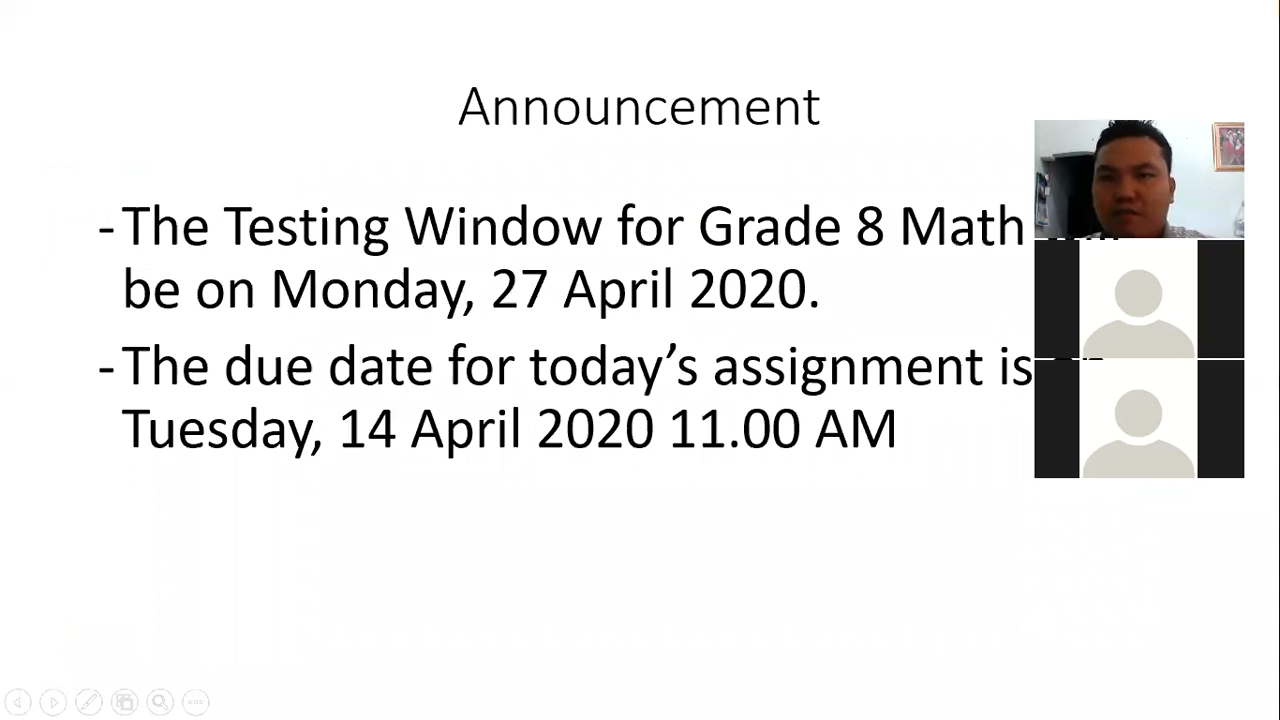 Announcement
- The Testing Window for Grade 8 Math
be on Monday, 27 April 2020.
- The due date for today's assignment is
Tuesday, 14 April 2020 11.00 AM